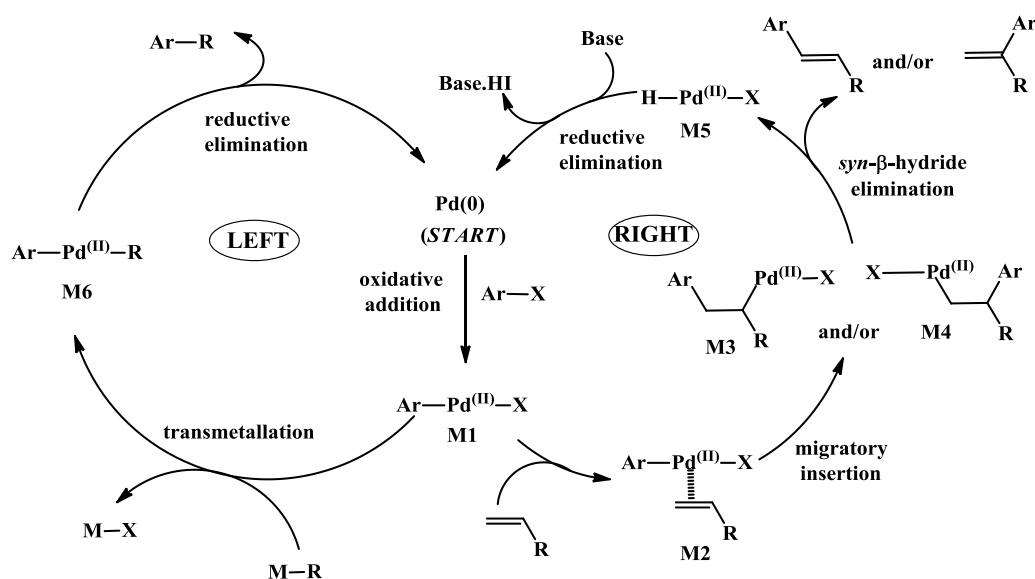 Ar—R
Base
Base.HI
H—Pd(II)—X
M5
Ar
R
and/or
Ar
R
reductive
elimination
reductive
elimination
syn-β-hydride
elimination
Pd(0)
(START)
LEFT
RIGHT
Ar—Pd(II)—R
M6
oxidative
addition
Ar—X
Ar
Pd(II)—X
R
M3
and/or
X—Pd(II)
Ar
R
M4
Ar—Pd(II)—X
M1
transmetallation
migratory
insertion
Ar—Pd(II)—X
R
M2
R
M—X
M—R